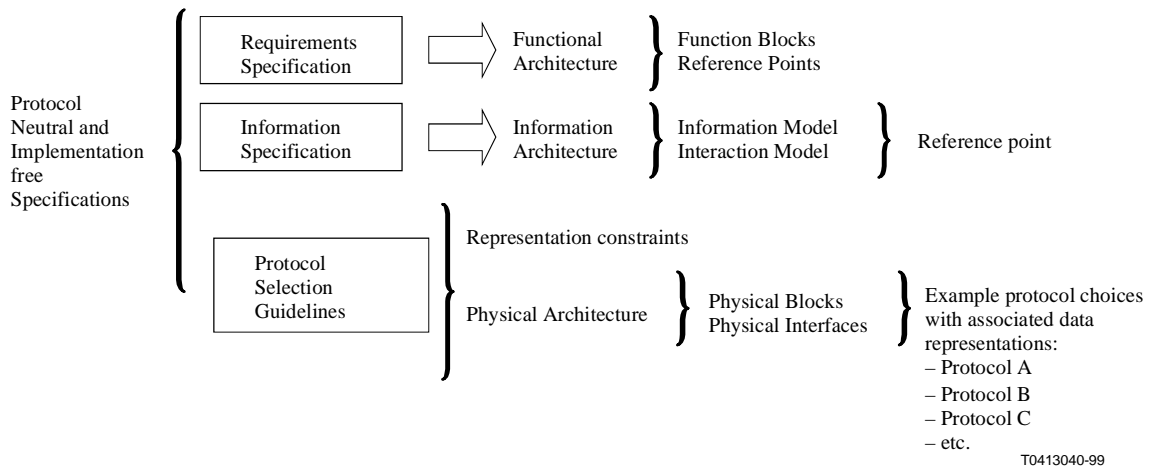 Protocol
Neutral and
Implementation
free
Specifications
Requirements
Specification
Functional
Architecture
Function Blocks
Reference Points
Information
Specification
Information
Architecture
Information Model
Interaction Model
Reference point
Protocol
Selection
Guidelines
Representation constraints
Physical Architecture
Physical Blocks
Physical Interfaces
Example protocol choices
with associated data
representations:
– Protocol A
– Protocol B
– Protocol C
– etc.
T0413040-99